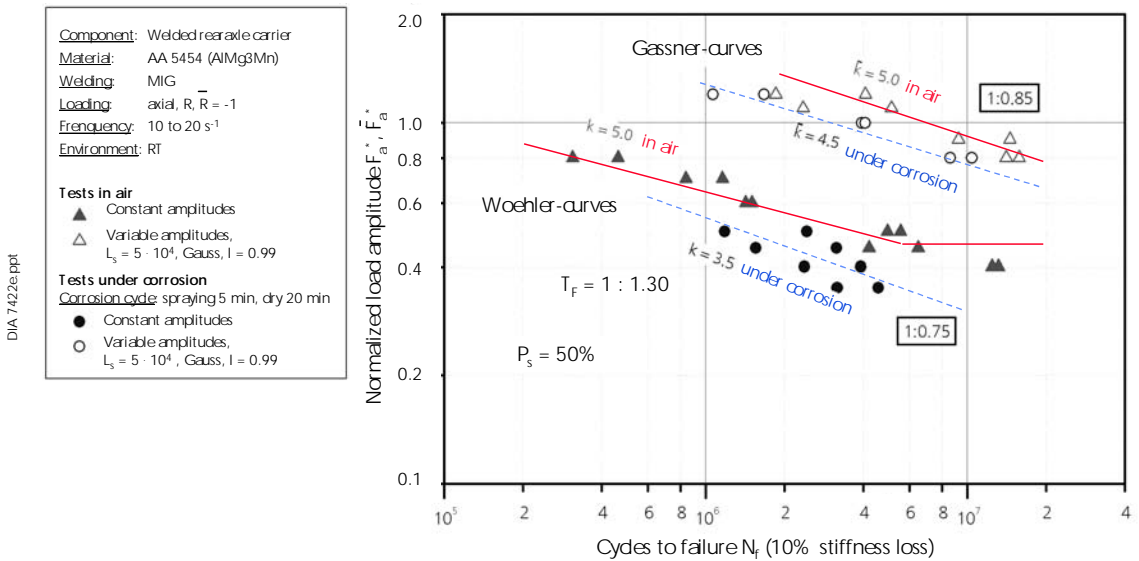 DIA 7422e.ppt
Component: Welded rearaxle carrier
Material: AA 5454 (AlMg3Mn)
Welding: MIG
Loading: axial, R, R̅ = -1
Frenquency: 10 to 20 s⁻¹
Environment: RT
Tests in air
Constant amplitudes
Variable amplitudes,
Lₛ = 5 · 10⁴, Gauss, I = 0.99
Tests under corrosion
Corrosion cycle: spraying 5 min, dry 20 min
Constant amplitudes
Variable amplitudes,
Lₛ = 5 · 10⁴ , Gauss, I = 0.99
Normalized load amplitude Fₐ*, F̅ₐ*
2.0
1.0
0.8
0.6
0.4
0.2
0.1
Gassner-curves
k̅ = 5.0 in air
1:0.85
k = 5.0 in air
k̅ = 4.5 under corrosion
Woehler-curves
k = 3.5 under corrosion
T_F = 1 : 1.30
1:0.75
Pₛ = 50%
10⁵ 2 4 6 8 10⁶ 2 4 6 8 10⁷ 2 4
Cycles to failure N_f (10% stiffness loss)